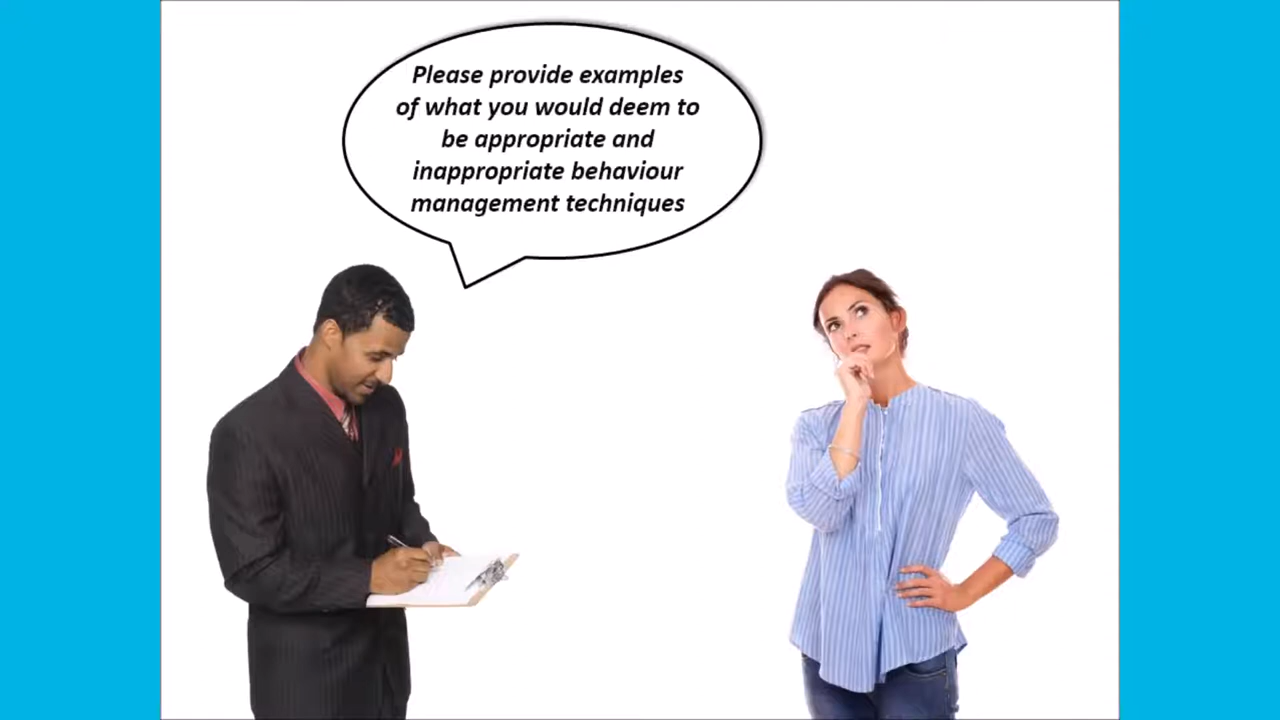 Please provide examples
of what you would deem to
be appropriate and
inappropriate behaviour
management techniques